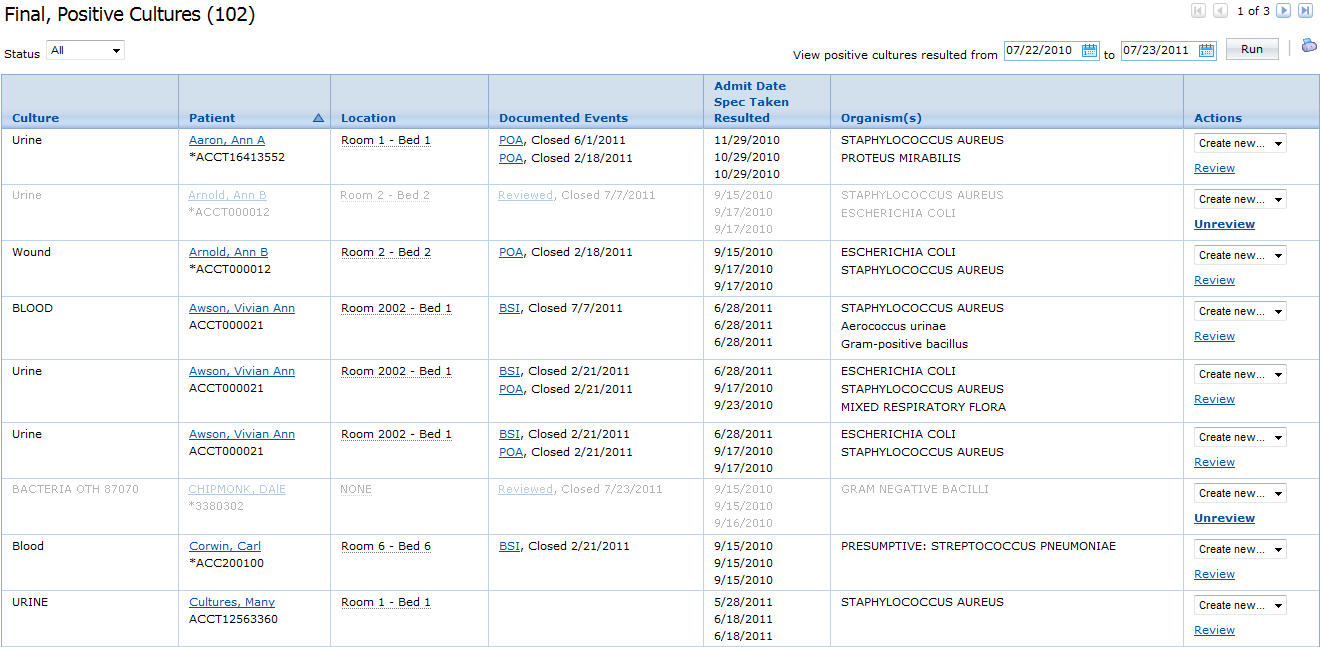 Final, Positive Cultures (102)
1 of 3
Status All
View positive cultures resulted from 07/22/2010 to 07/23/2011 Run
Culture Patient Location Documented Events Admit Date Spec Taken Resulted Organism(s) Actions
Urine Aaron, Ann A Room 1 - Bed 1 POA, Closed 6/1/2011 11/29/2010 STAPHYLOCOCCUS AUREUS Create new...
*ACCT16413552 POA, Closed 2/18/2011 10/29/2010 PROTEUS MIRABILIS
10/29/2010 Review
Urine Arnold, Ann B Room 2 - Bed 2 Reviewed, Closed 7/7/2011 9/15/2010 STAPHYLOCOCCUS AUREUS Create new...
*ACCT000012 9/17/2010 ESCHERICHIA COLI
9/17/2010 Unreview
Wound Arnold, Ann B Room 2 - Bed 2 POA, Closed 2/18/2011 9/15/2010 ESCHERICHIA COLI Create new...
*ACCT000012 9/17/2010 STAPHYLOCOCCUS AUREUS
9/17/2010 Review
BLOOD Awson, Vivian Ann Room 2002 - Bed 1 BSI, Closed 7/7/2011 6/28/2011 STAPHYLOCOCCUS AUREUS Create new...
ACCT000021 6/28/2011 Aerococcus urinae
6/28/2011 Gram-positive bacillus Review
Urine Awson, Vivian Ann Room 2002 - Bed 1 BSI, Closed 2/21/2011 6/28/2011 ESCHERICHIA COLI Create new...
ACCT000021 POA, Closed 2/21/2011 9/17/2010 STAPHYLOCOCCUS AUREUS
9/23/2010 MIXED RESPIRATORY FLORA Review
Urine Awson, Vivian Ann Room 2002 - Bed 1 BSI, Closed 2/21/2011 6/28/2011 ESCHERICHIA COLI Create new...
ACCT000021 POA, Closed 2/21/2011 9/17/2010 STAPHYLOCOCCUS AUREUS
9/17/2010 Review
BACTERIA OTH 87070 CHIPMONK, DAlE NONE Reviewed, Closed 7/23/2011 9/15/2010 GRAM NEGATIVE BACILLI Create new...
*3380302 9/15/2010
9/16/2010 Unreview
Blood Corwin, Carl Room 6 - Bed 6 BSI, Closed 2/21/2011 9/15/2010 PRESUMPTIVE: STREPTOCOCCUS PNEUMONIAE Create new...
*ACC200100 9/15/2010
9/15/2010 Review
URINE Cultures, Many Room 1 - Bed 1 5/28/2011 STAPHYLOCOCCUS AUREUS Create new...
ACCT12563360 6/18/2011
6/18/2011 Review